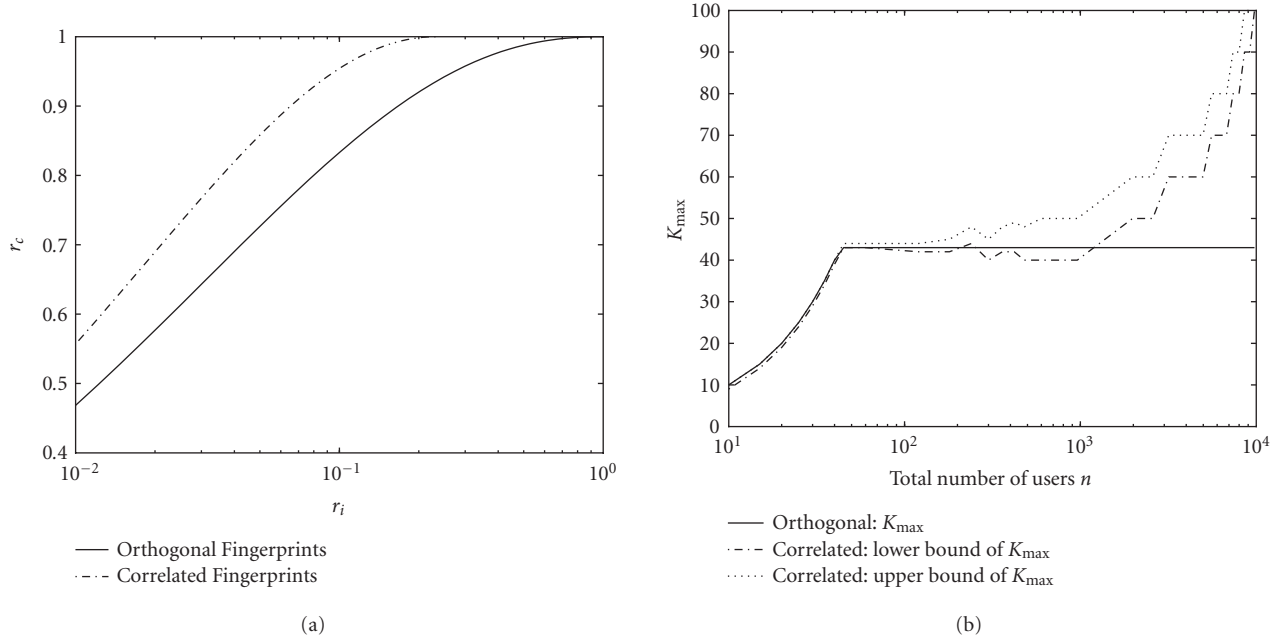 1
0.9
0.8
0.7
0.6
0.5
0.4
r_c
10^{-2}
10^{-1}
10^0
r_i
Orthogonal Fingerprints
Correlated Fingerprints
(a)
100
90
80
70
60
50
40
30
20
10
0
K_max
10^1
10^2
10^3
10^4
Total number of users n
Orthogonal: K_max
Correlated: lower bound of K_max
Correlated: upper bound of K_max
(b)